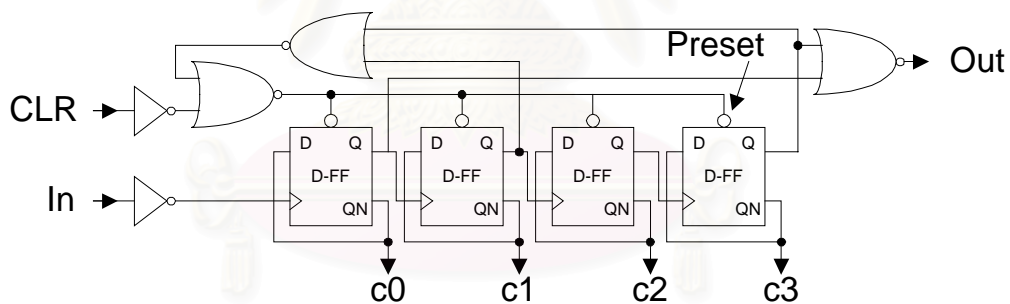 Preset
Out
CLR
D Q D Q D Q D Q
D-FF D-FF D-FF D-FF
In
QN QN QN QN
c0 c1 c2 c3